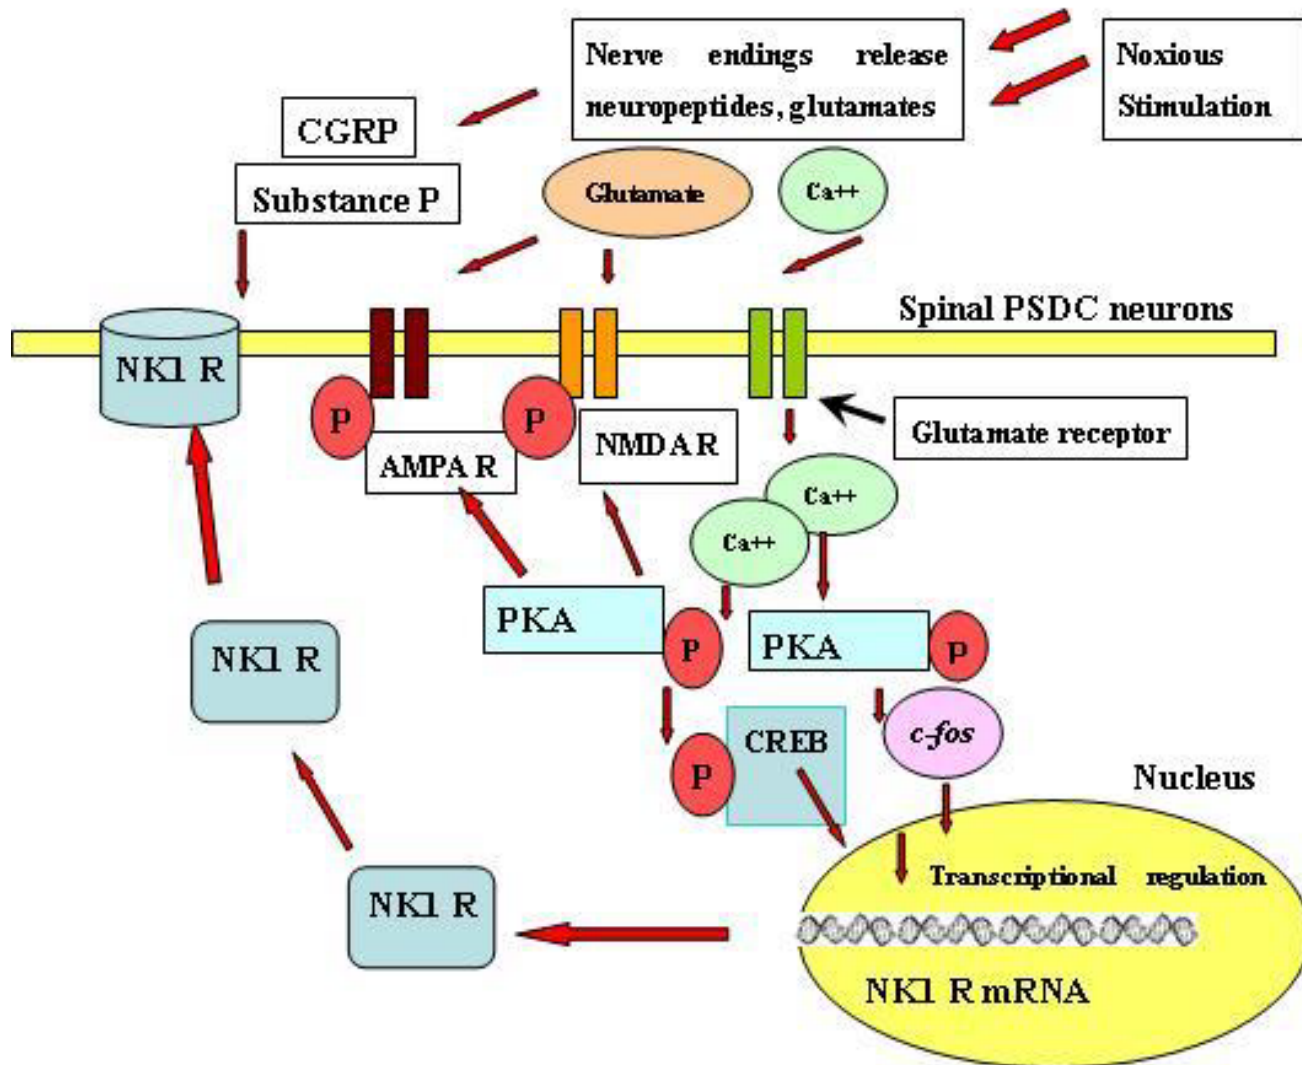 Nerve endings release
neuropeptides, glutamates
Noxious
Stimulation
CGRP
Substance P
Glutamate
Ca++
Spinal PSDC neurons
NK1 R
P
P
AMPA R
NMDA R
Glutamate receptor
Ca++
Ca++
PKA
P
PKA
P
NK1 R
P
CREB
c-fos
Nucleus
Transcriptional regulation
NK1 R
NK1 R mRNA